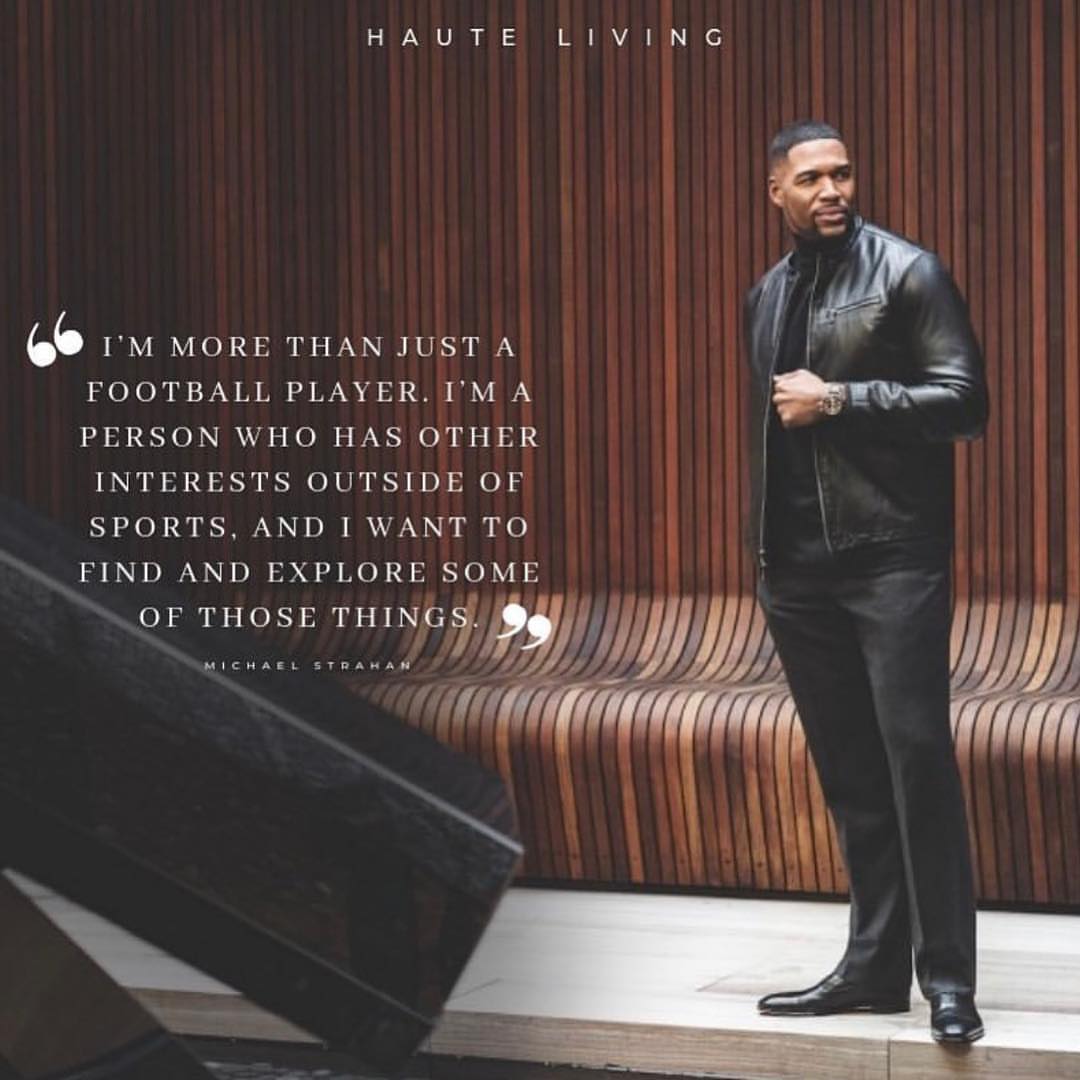 HAUTE LIVING
“ I’M MORE THAN JUST A
FOOTBALL PLAYER. I’M A
PERSON WHO HAS OTHER
INTERESTS OUTSIDE OF
SPORTS, AND I WANT TO
FIND AND EXPLORE SOME
OF THOSE THINGS. ”
MICHAEL STRAHAN